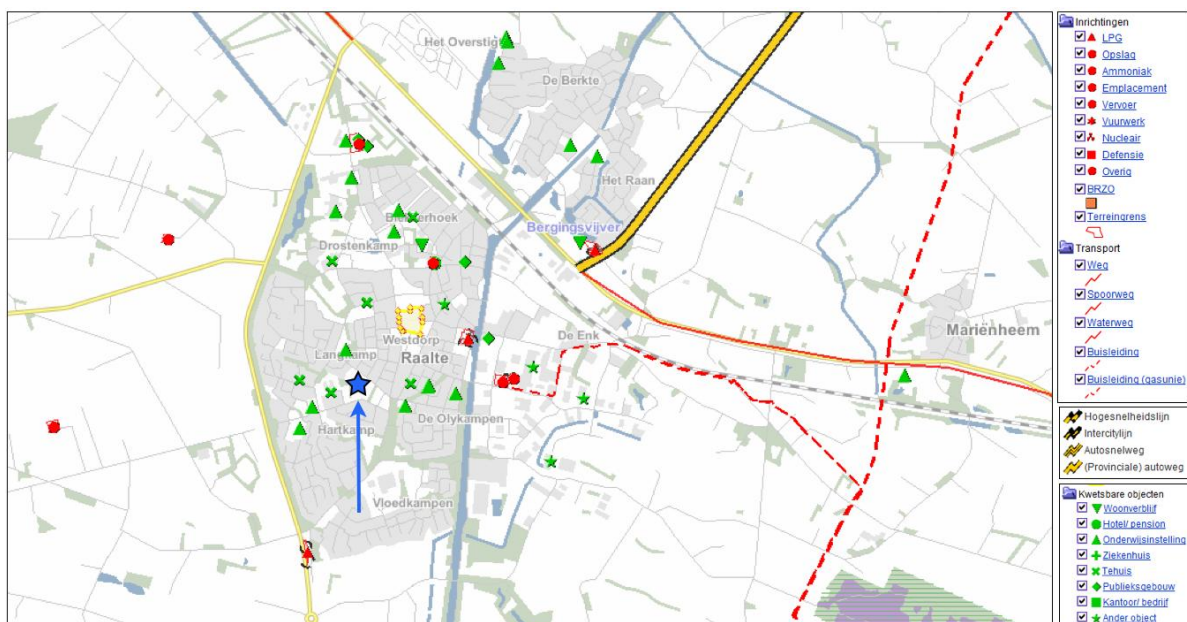 Het Overstig
De Berkte
Het Raan
Bergingsvijver
Drostenkamp
De Enk
Mariënheem
Westdorp
Langkamp
Raalte
De Olykampen
Hartkamp
Vloedkampen
Inrichtingen
LPG
Opslag
Ammoniak
Emplacement
Vervoer
Vuurwerk
Nucleair
Defensie
Overig
BRZO
Terreingrens
Transport
Weg
Spoorweg
Waterweg
Buisleiding
Buisleiding (gasunie)
Hogesnelheidslijn
Intercitylijn
Autosnelweg
(Provinciale) autoweg
Kwetsbare objecten
Woonverblijf
Hotel/ pension
Onderwijsinstelling
Ziekenhuis
Tehuis
Publieksgebouw
Kantoor/ bedrijf
Ander object